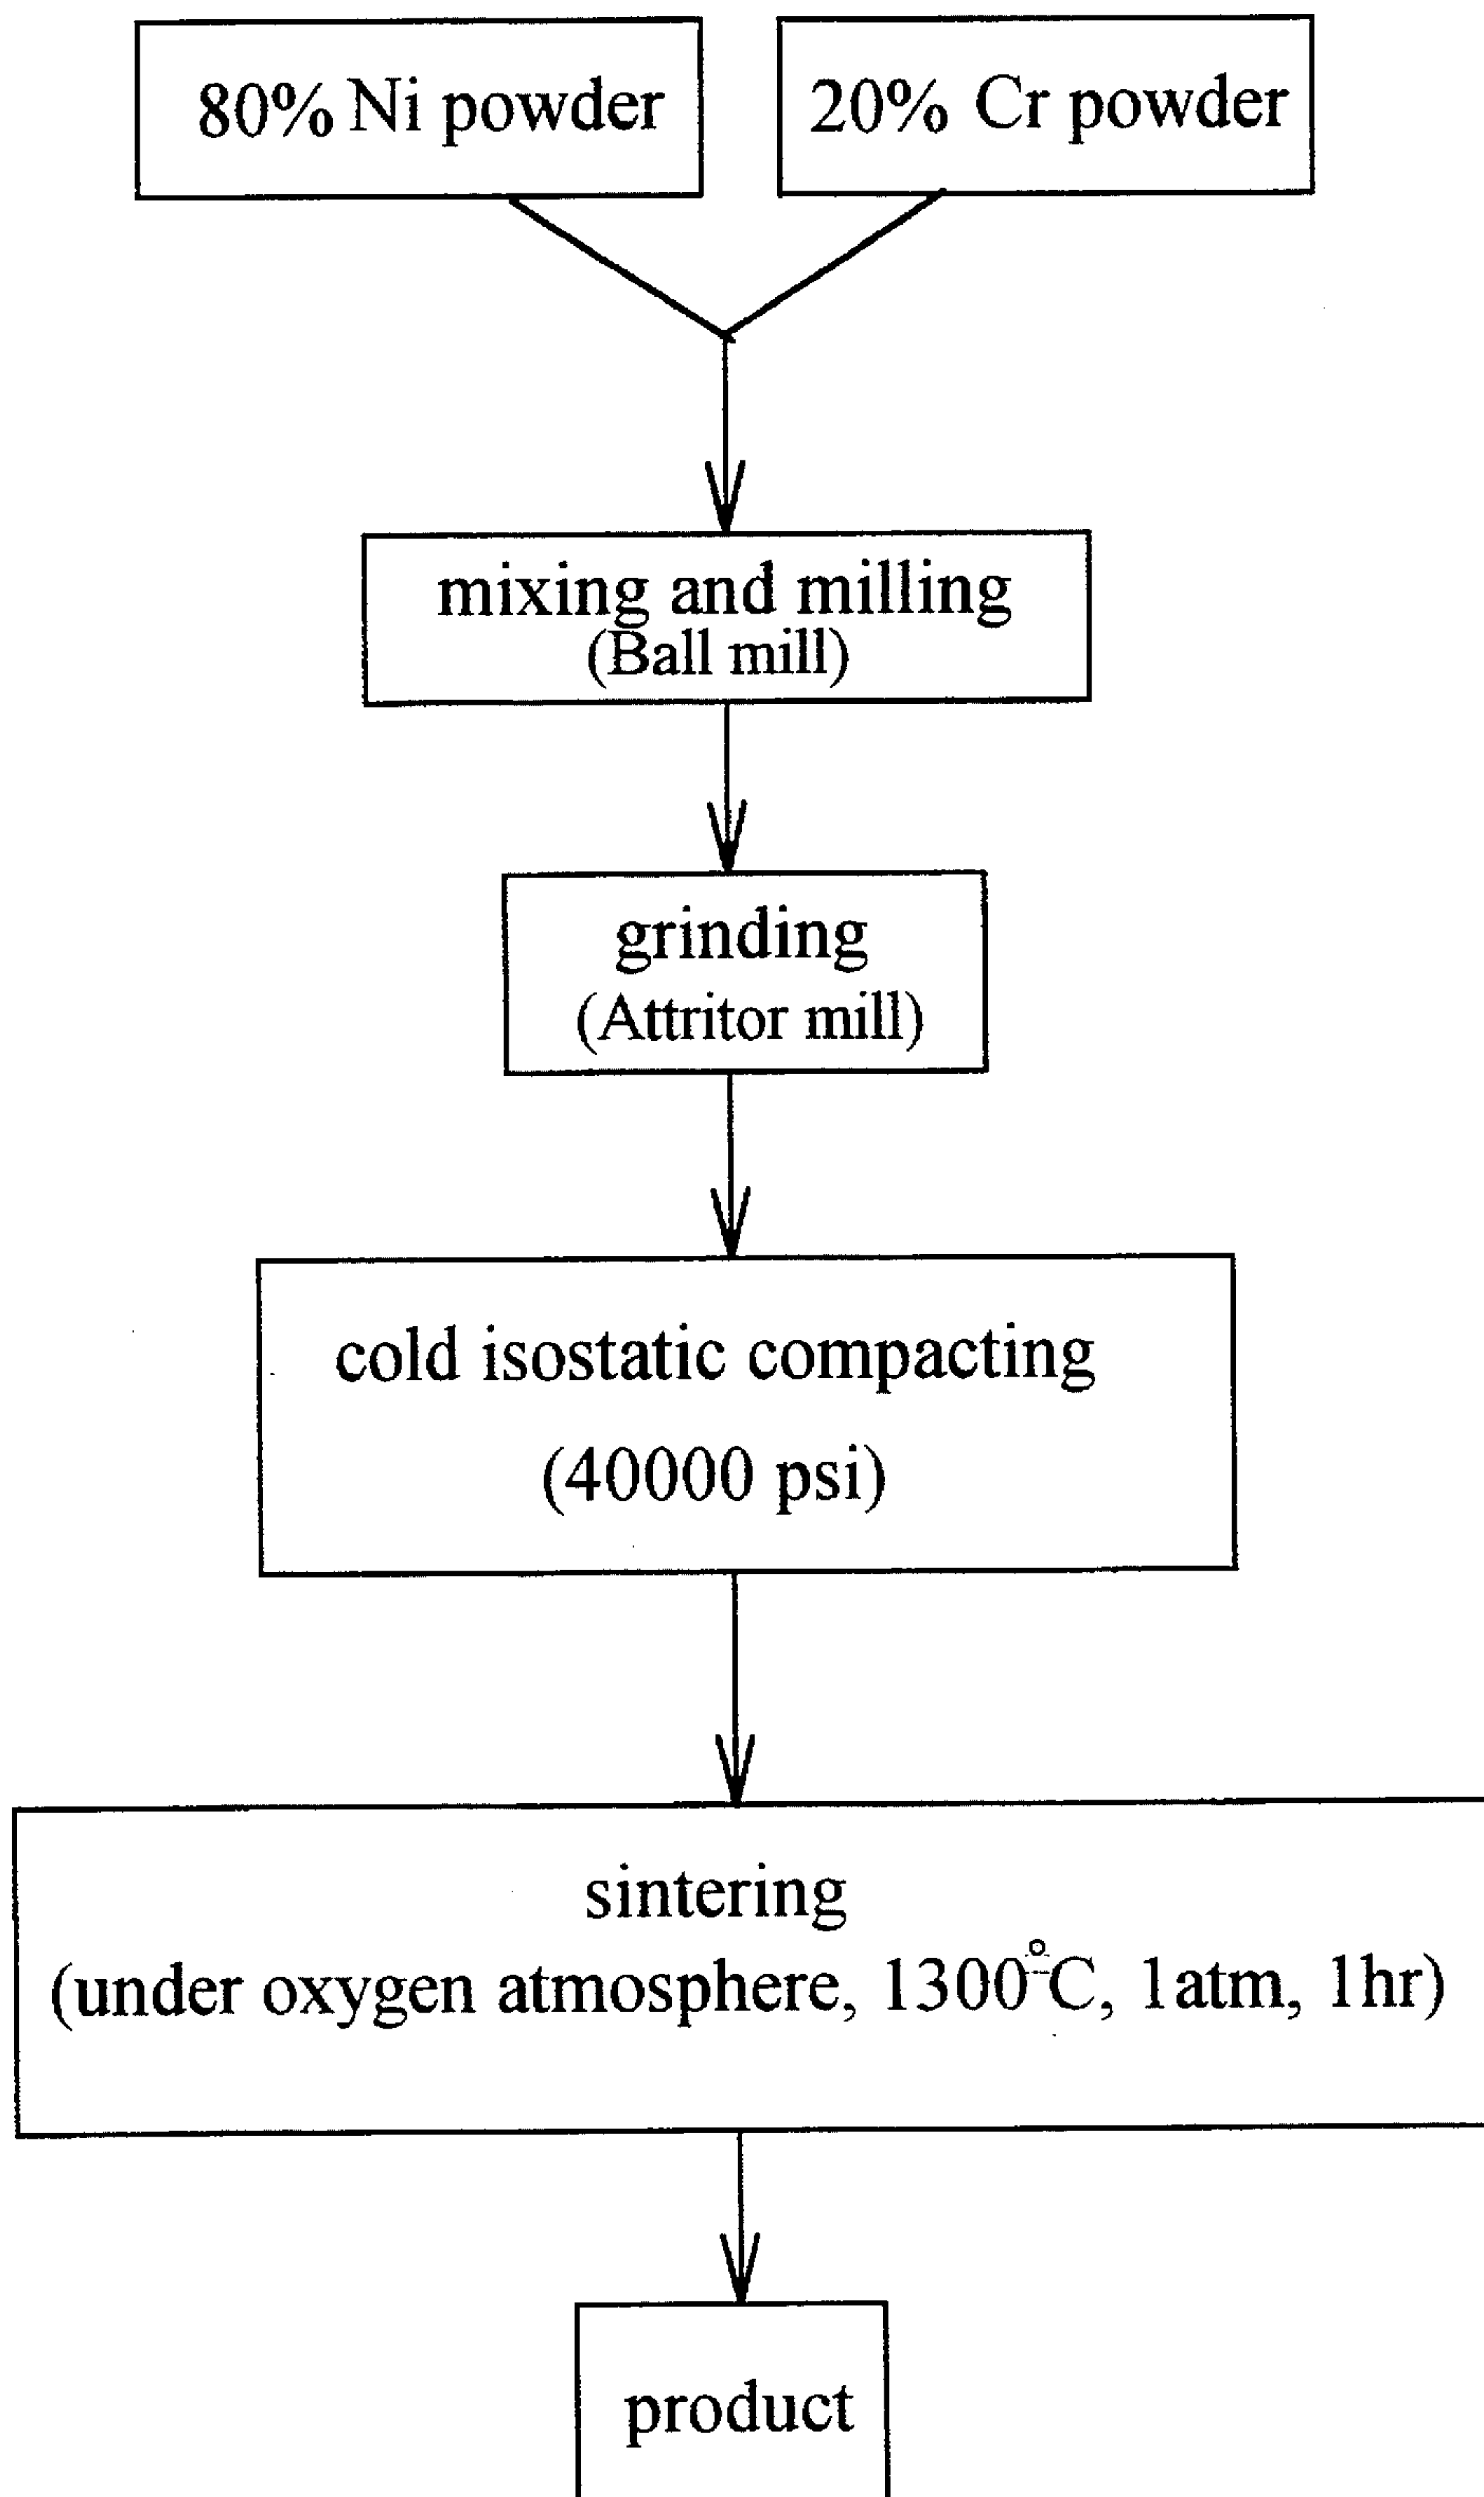 80% Ni powder
20% Cr powder
mixing and milling
(Ball mill)
grinding
(Attritor mill)
cold isostatic compacting
(40000 psi)
sintering
(under oxygen atmosphere, 1300°C, 1atm, 1hr)
product